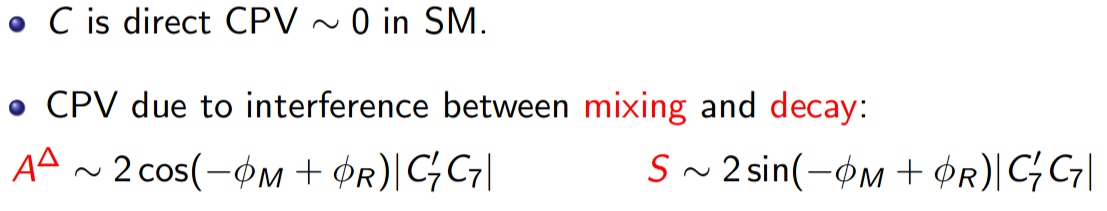 • C is direct CPV ∼ 0 in SM.
• CPV due to interference between mixing and decay:
A^Δ ∼ 2 cos(−ϕ_M + ϕ_R)|C′_7 C_7| S ∼ 2 sin(−ϕ_M + ϕ_R)|C′_7 C_7|